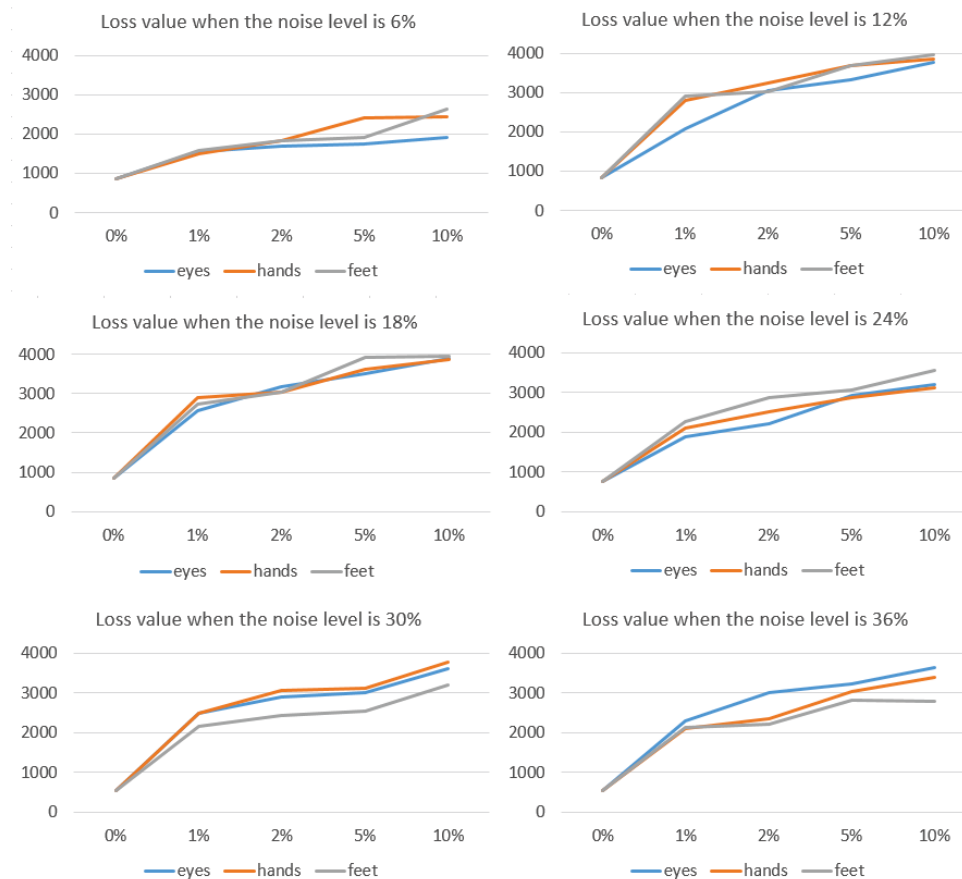 Loss value when the noise level is 6%
4000
3000
2000
1000
0
0% 1% 2% 5% 10%
eyes hands feet
Loss value when the noise level is 12%
4000
3000
2000
1000
0
0% 1% 2% 5% 10%
eyes hands feet
Loss value when the noise level is 18%
4000
3000
2000
1000
0
0% 1% 2% 5% 10%
eyes hands feet
Loss value when the noise level is 24%
4000
3000
2000
1000
0
0% 1% 2% 5% 10%
eyes hands feet
Loss value when the noise level is 30%
4000
3000
2000
1000
0
0% 1% 2% 5% 10%
eyes hands feet
Loss value when the noise level is 36%
4000
3000
2000
1000
0
0% 1% 2% 5% 10%
eyes hands feet